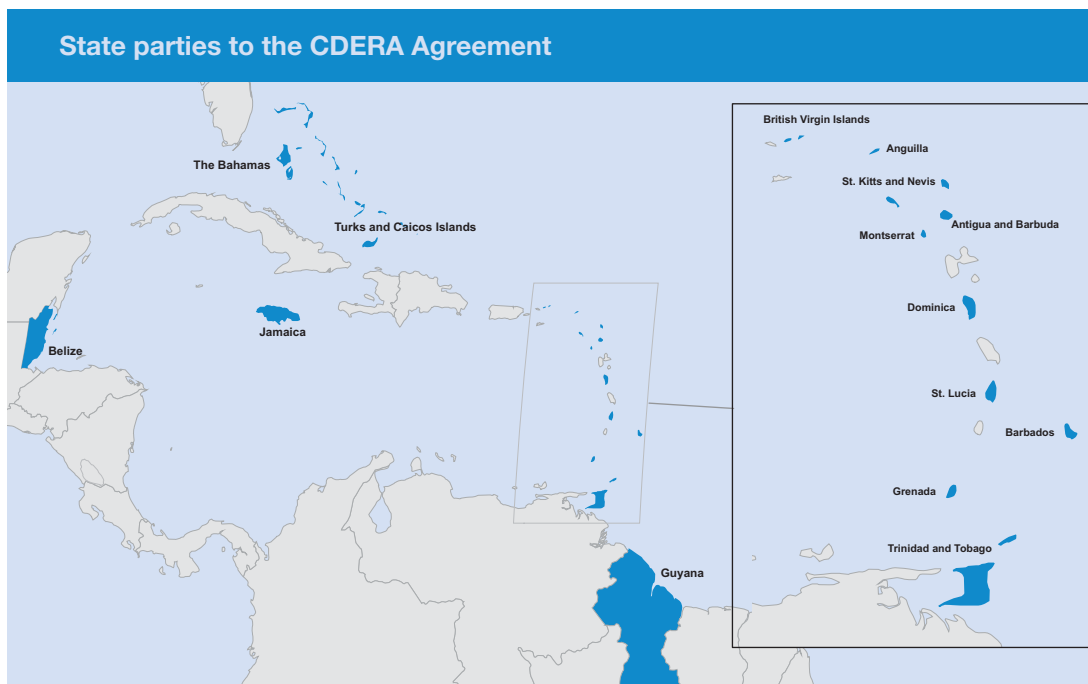 State parties to the CDERA Agreement
British Virgin Islands
Anguilla
The Bahamas
St. Kitts and Nevis
Turks and Caicos Islands
Antigua and Barbuda
Montserrat
Dominica
Jamaica
Belize
St. Lucia
Barbados
Grenada
Trinidad and Tobago
Guyana